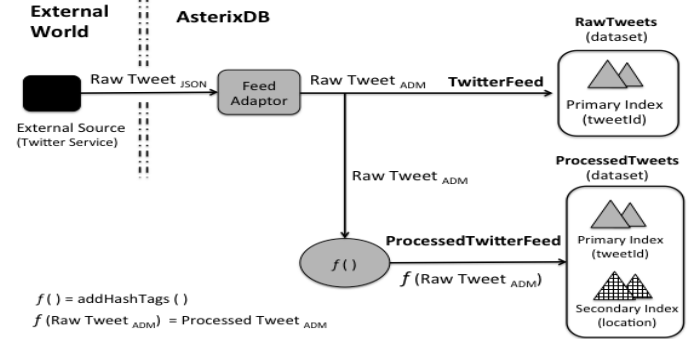 External
World
AsterixDB
RawTweets
(dataset)
Raw Tweet JSON
Feed
Adaptor
Raw Tweet ADM
TwitterFeed
Primary Index
(tweetId)
External Source
(Twitter Service)
ProcessedTweets
(dataset)
Raw Tweet ADM
ProcessedTwitterFeed
f ( )
f (Raw Tweet ADM)
Primary Index
(tweetId)
Secondary Index
(location)
f ( ) = addHashTags ( )
f (Raw Tweet ADM) = Processed Tweet ADM